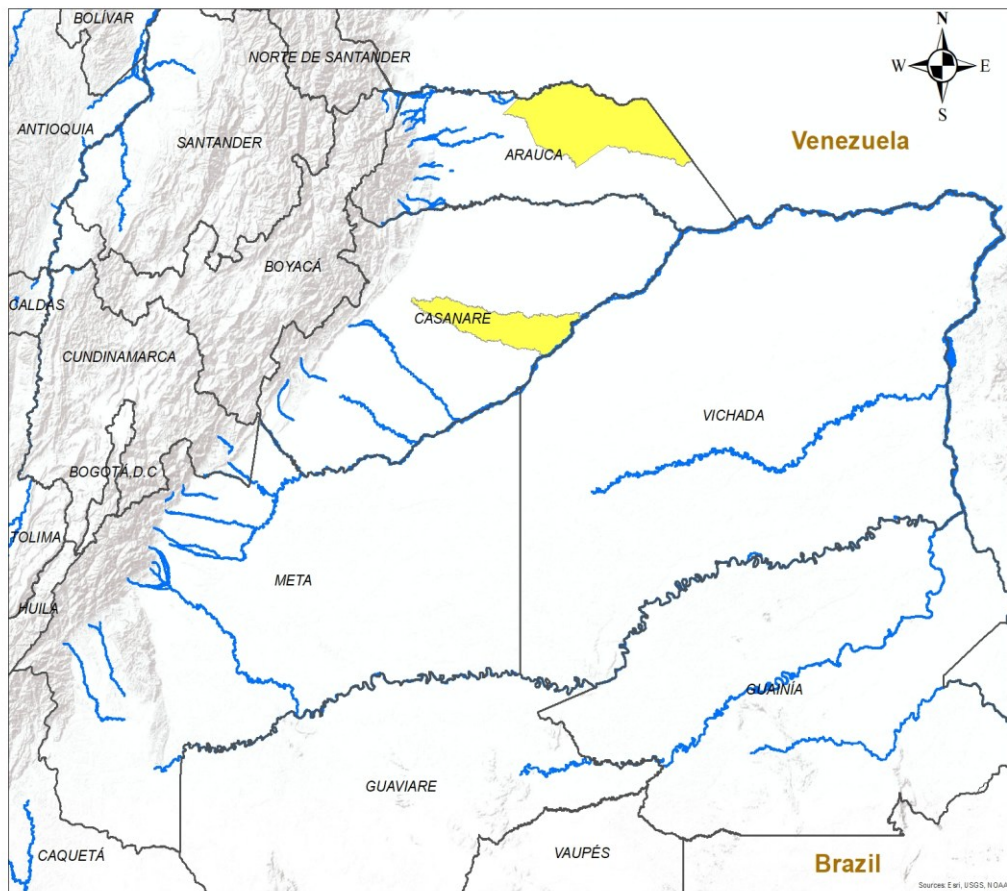 BOLÍVAR
N
NORTE DE SANTANDER
W
E
S
ANTIOQUIA
SANTANDER
Venezuela
ARAUCA
BOYACÁ
CALDAS
CASANARE
CUNDINAMARCA
VICHADA
BOGOTÁ D.C
TOLIMA
META
HUILA
GUAINÍA
GUAVIARE
CAQUETÁ
VAUPÉS
Brazil
Sources: Esri, USGS, NOAA